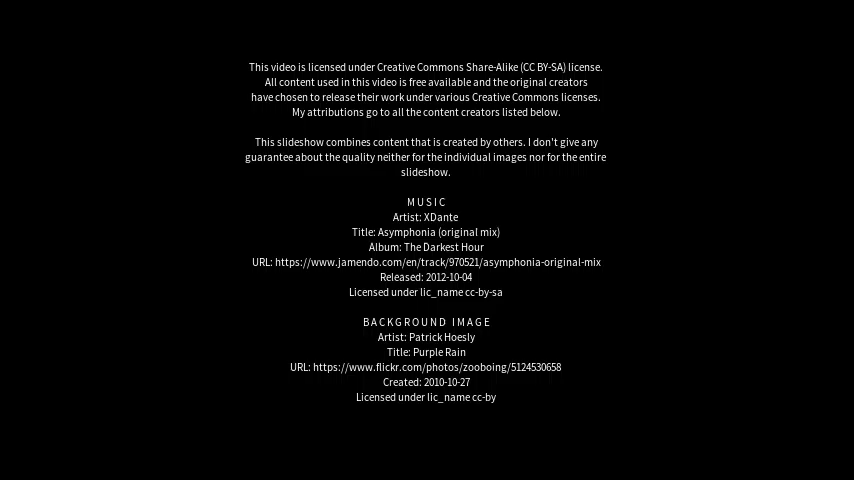 This video is licensed under Creative Commons Share-Alike (CC BY-SA) license.
All content used in this video is free available and the original creators
have chosen to release their work under various Creative Commons licenses.
My attributions go to all the content creators listed below.
This slideshow combines content that is created by others. I don't give any
guarantee about the quality neither for the individual images nor for the entire
slideshow.
MUSIC
Artist: XDante
Title: Asymphonia (original mix)
Album: The Darkest Hour
URL: https://www.jamendo.com/en/track/970521/asymphonia-original-mix
Released: 2012-10-04
Licensed under lic_name cc-by-sa
BACKGROUND IMAGE
Artist: Patrick Hoesly
Title: Purple Rain
URL: https://www.flickr.com/photos/zooboing/5124530658
Created: 2010-10-27
Licensed under lic_name cc-by